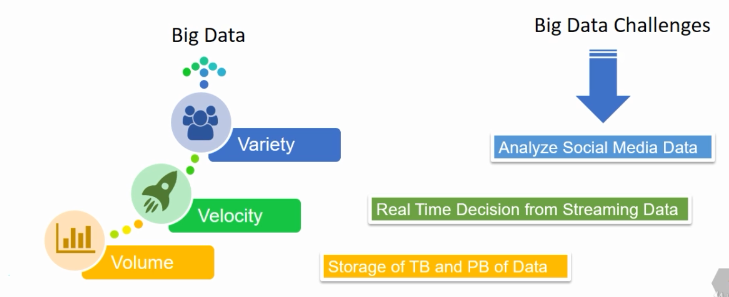 Big Data
Big Data Challenges
Variety
Analyze Social Media Data
Velocity
Real Time Decision from Streaming Data
Volume
Storage of TB and PB of Data